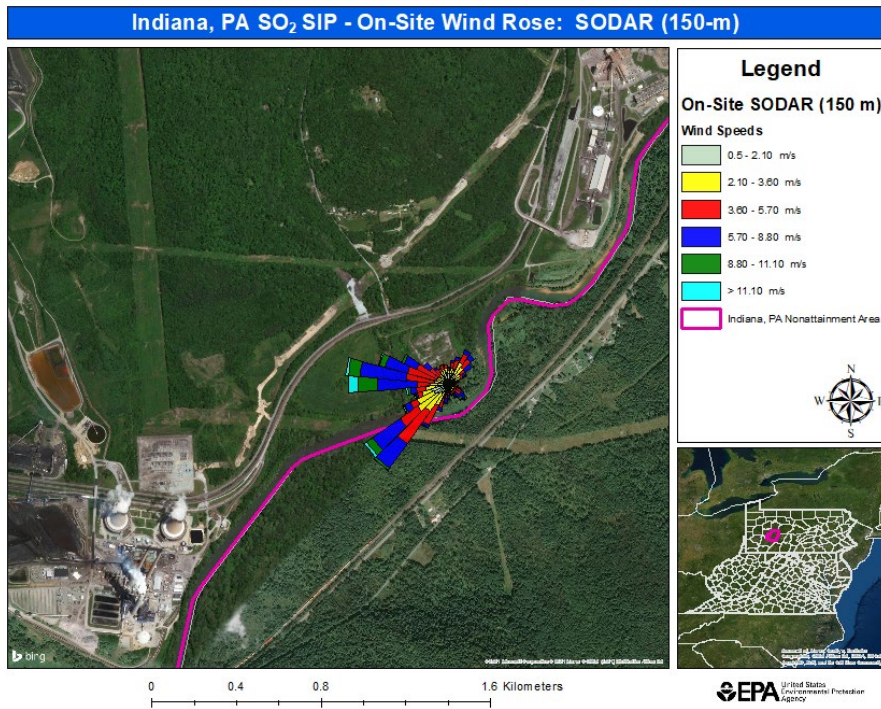 Indiana, PA SO₂ SIP - On-Site Wind Rose: SODAR (150-m)
Legend
On-Site SODAR (150 m)
Wind Speeds
0.5 - 2.10 m/s
2.10 - 3.60 m/s
3.60 - 5.70 m/s
5.70 - 8.80 m/s
8.80 - 11.10 m/s
> 11.10 m/s
Indiana, PA Nonattainment Area
N
W E
S
bing
0 0.4 0.8 1.6 Kilometers
EPA United States
Environmental Protection
Agency